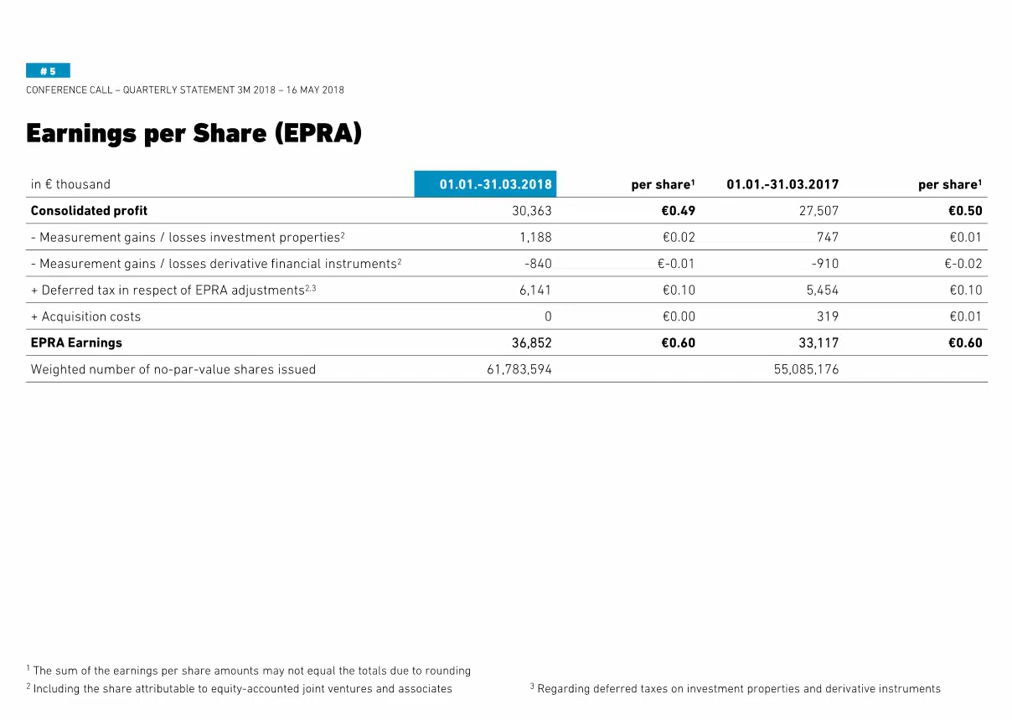 # 5
CONFERENCE CALL – QUARTERLY STATEMENT 3M 2018 – 16 MAY 2018
Earnings per Share (EPRA)
in € thousand 01.01.-31.03.2018 per share¹ 01.01.-31.03.2017 per share¹
Consolidated profit 30,363 €0.49 27,507 €0.50
- Measurement gains / losses investment properties² 1,188 €0.02 747 €0.01
- Measurement gains / losses derivative financial instruments² -840 €-0.01 -910 €-0.02
+ Deferred tax in respect of EPRA adjustments²,³ 6,141 €0.10 5,454 €0.10
+ Acquisition costs 0 €0.00 319 €0.01
EPRA Earnings 36,852 €0.60 33,117 €0.60
Weighted number of no-par-value shares issued 61,783,594 55,085,176
¹ The sum of the earnings per share amounts may not equal the totals due to rounding
² Including the share attributable to equity-accounted joint ventures and associates
³ Regarding deferred taxes on investment properties and derivative instruments